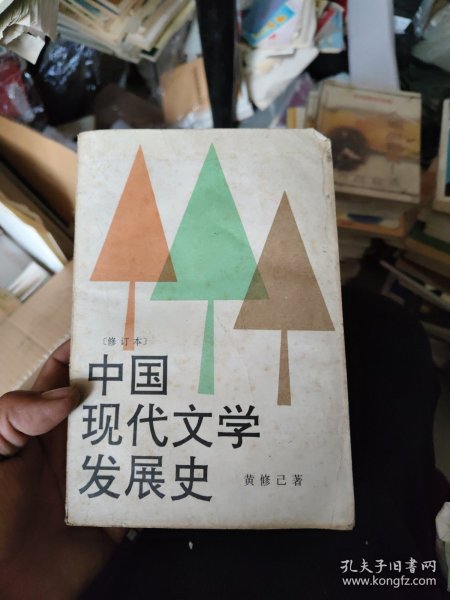 〔修订本〕
中国
现代文学
发展史
黄修己著
孔夫子旧书网
www.kongfz.com